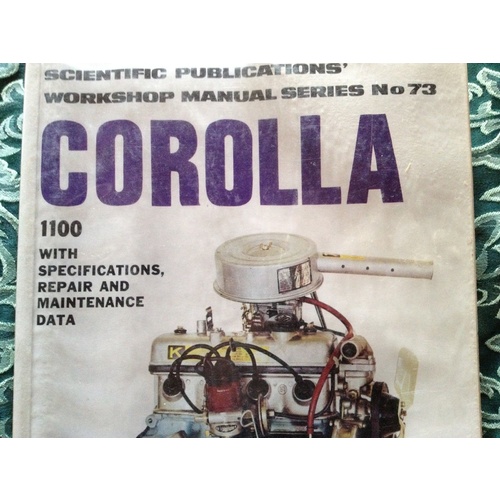 SCIENTIFIC PUBLICATIONS'
WORKSHOP MANUAL SERIES No 73
COROLLA
1100
WITH
SPECIFICATIONS,
REPAIR AND
MAINTENANCE
DATA
K